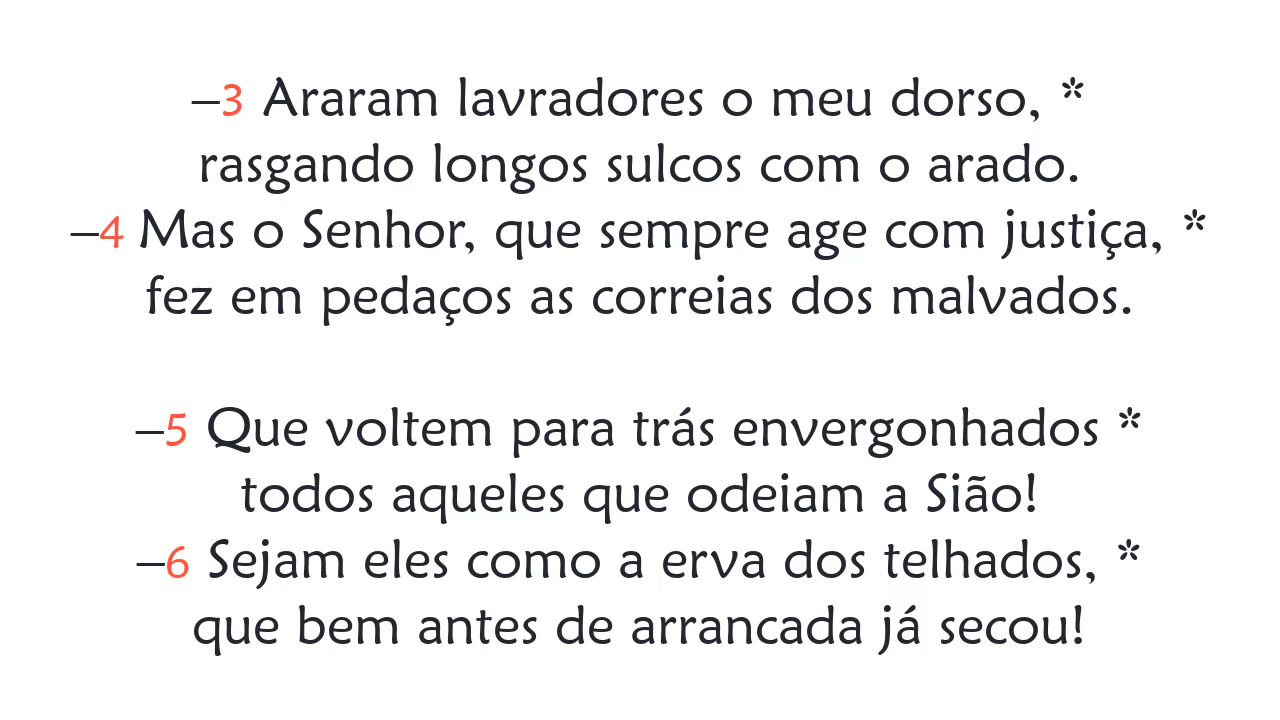 –3 Araram lavradores o meu dorso, *
rasgando longos sulcos com o arado.
–4 Mas o Senhor, que sempre age com justiça, *
fez em pedaços as correias dos malvados.
–5 Que voltem para trás envergonhados *
todos aqueles que odeiam a Sião!
–6 Sejam eles como a erva dos telhados, *
que bem antes de arrancada já secou!